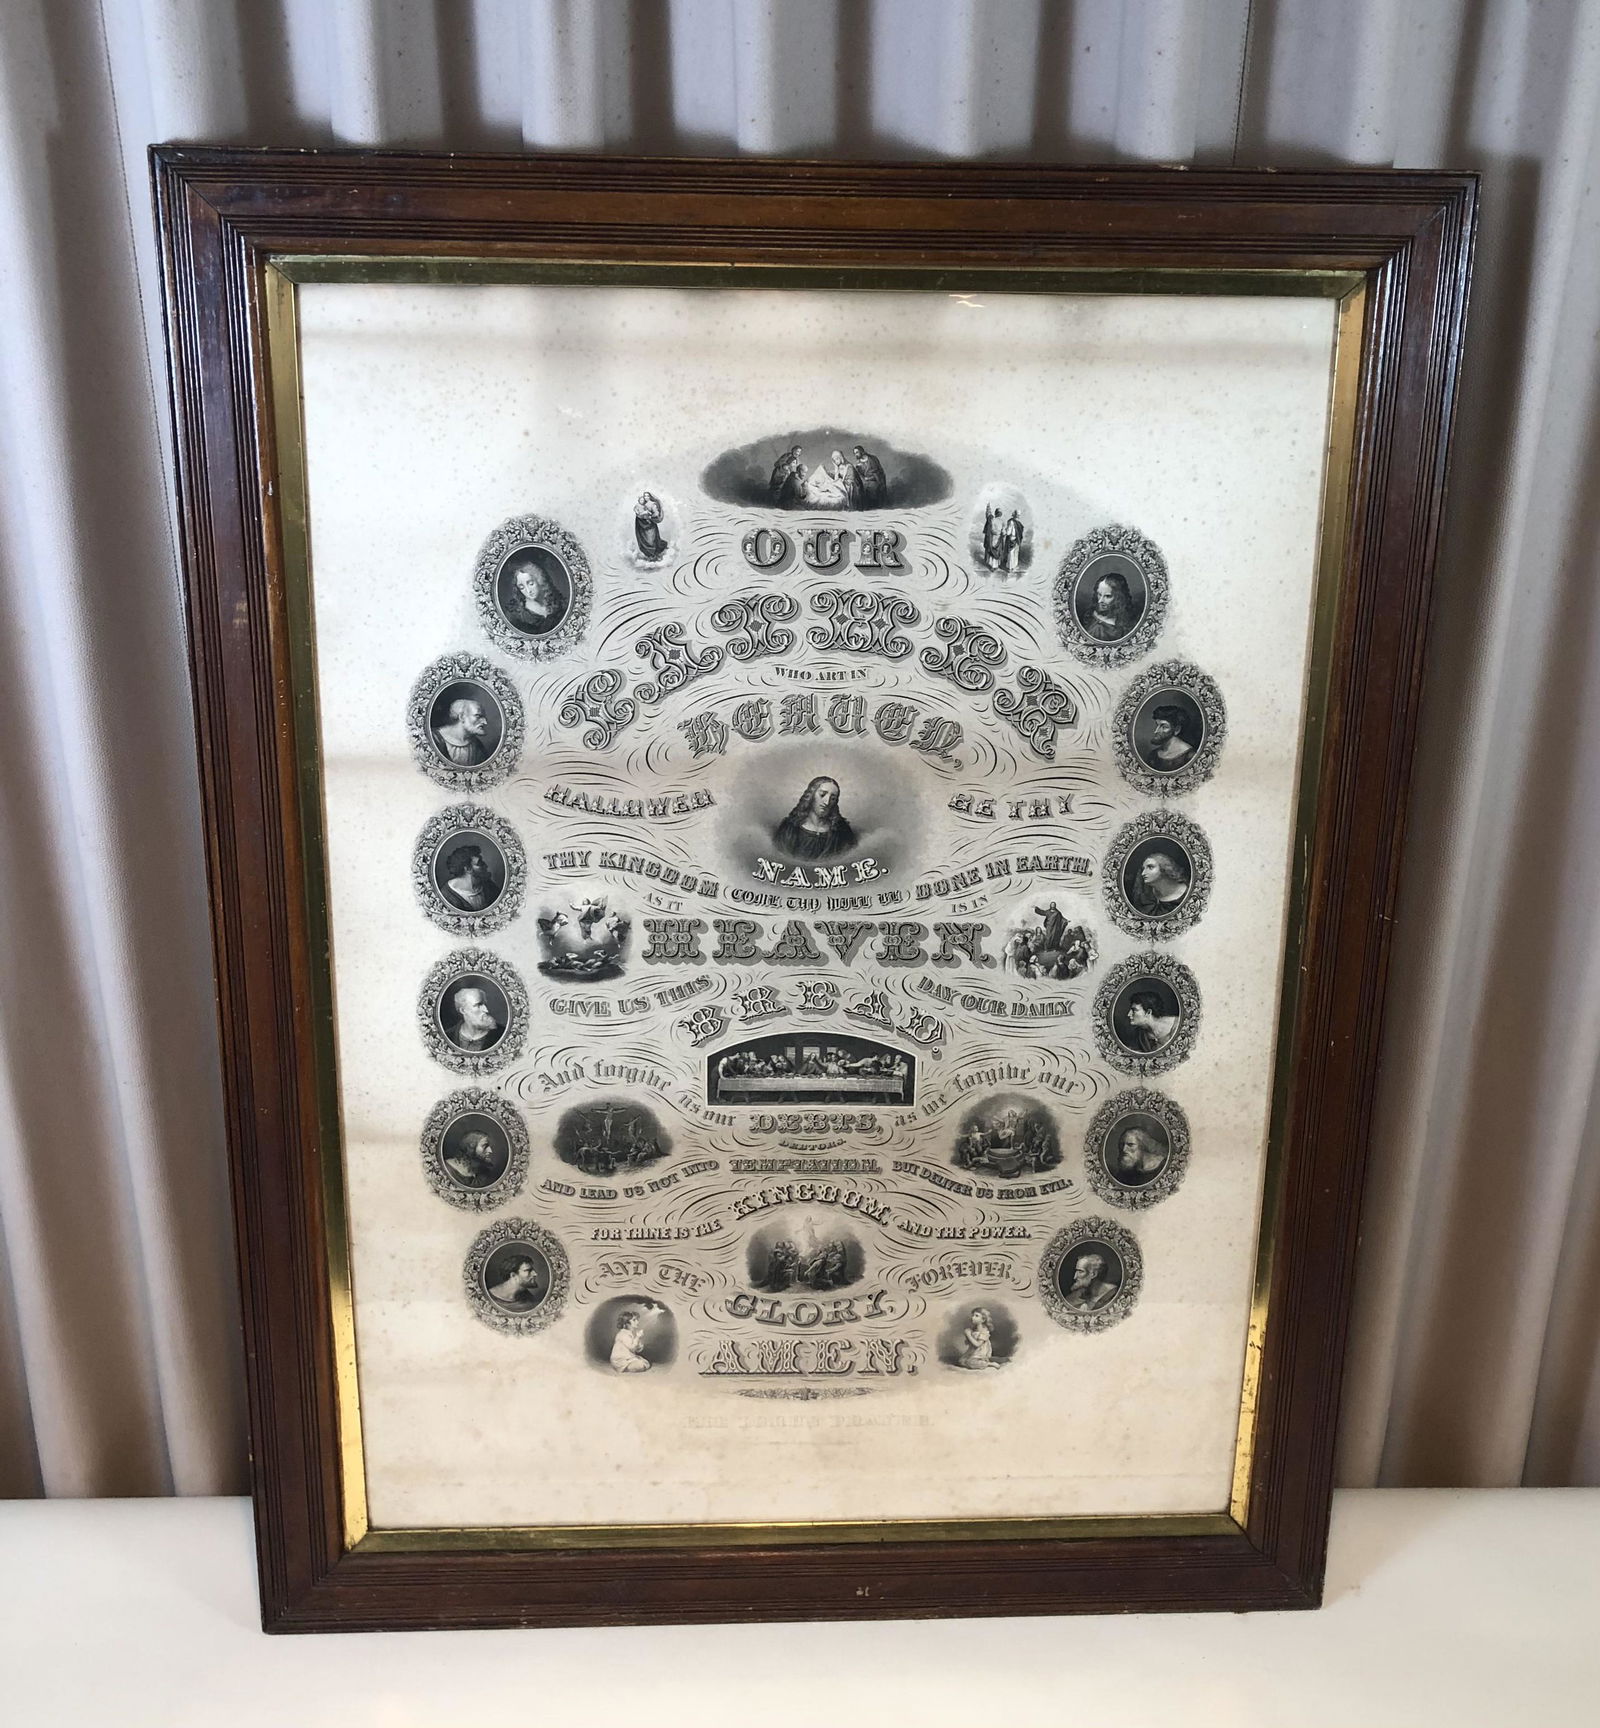 OUR
FATHER
WHO ART IN
HEAVEN,
HALLOWED BE THY
NAME.
THY KINGDOM (COME, THY WILL BE) DONE IN EARTH,
AS IT IS IN
HEAVEN.
GIVE US THIS DAY OUR DAILY
BREAD,
And forgive us our DEBTS, as we forgive our
DEBTORS.
AND LEAD US NOT INTO TEMPTATION, BUT DELIVER US FROM EVIL:
FOR THINE IS THE KINGDOM, AND THE POWER,
AND THE GLORY, FOREVER,
AMEN.
THE LORD'S PRAYER.